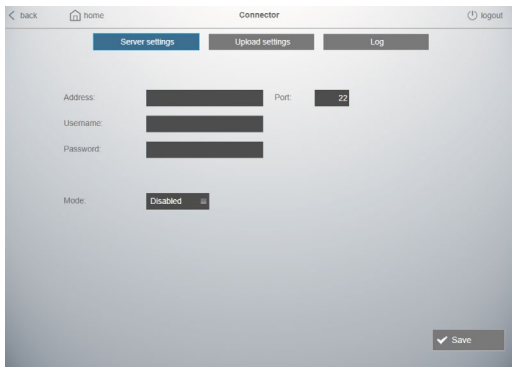 back home Connector logout
Server settings Upload settings Log
Address: Port: 22
Username:
Password:
Mode: Disabled
Save